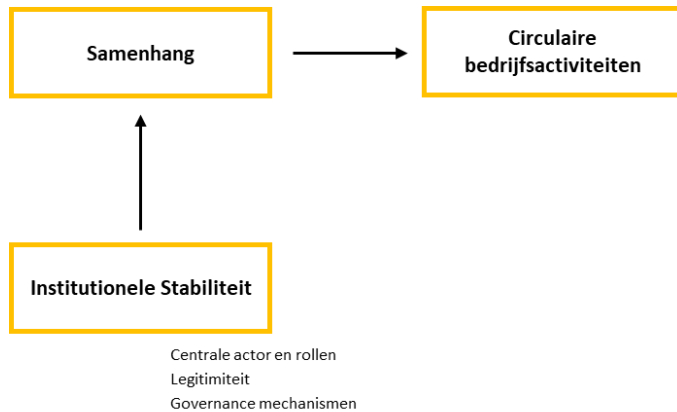 Samenhang
Circulaire
bedrijfsactiviteiten
Institutionele Stabiliteit
Centrale actor en rollen
Legitimiteit
Governance mechanismen